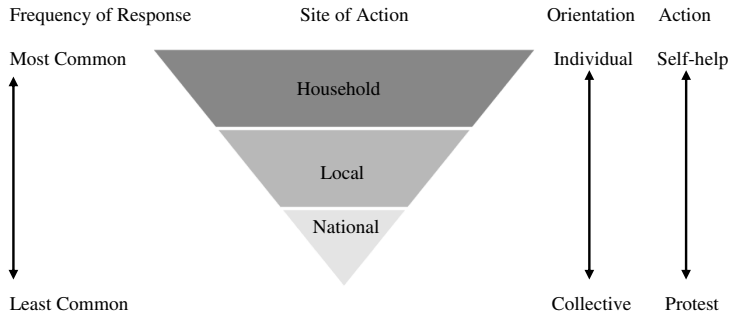 Frequency of Response Site of Action Orientation Action
Most Common Individual Self-help
Household
Local
National
Least Common Collective Protest